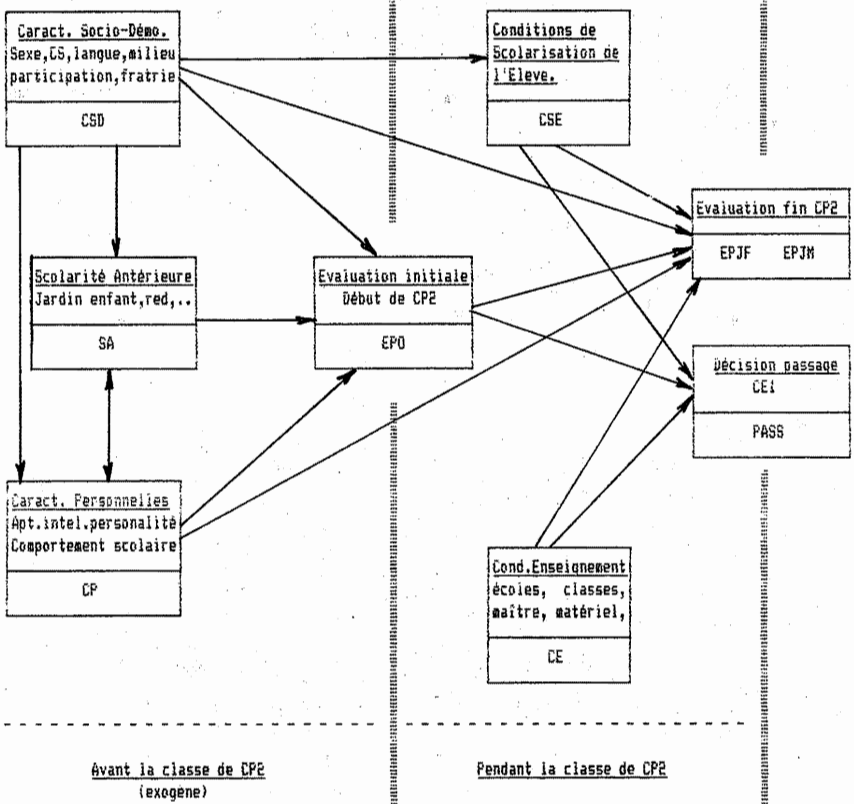 Caract. Socio-Démo.
Sexe,CS,langue,milieu
participation,fratrie
CSD
Conditions de
Scolarisation de
l'Eleve.
CSE
Evaluation fin CP2
EPJF EPJM
Scolarité Antérieure
Jardin enfant,red,..
SA
Evaluation initiale
Début de CP2
EPO
Décision passage
CE1
PASS
Caract. Personnelles
Apt.intel.personalité
Comportement scolaire
CP
Cond.Enseignement
écoles, classes,
maître, matériel,
CE
Avant la classe de CP2
(exogène)
Pendant la classe de CP2